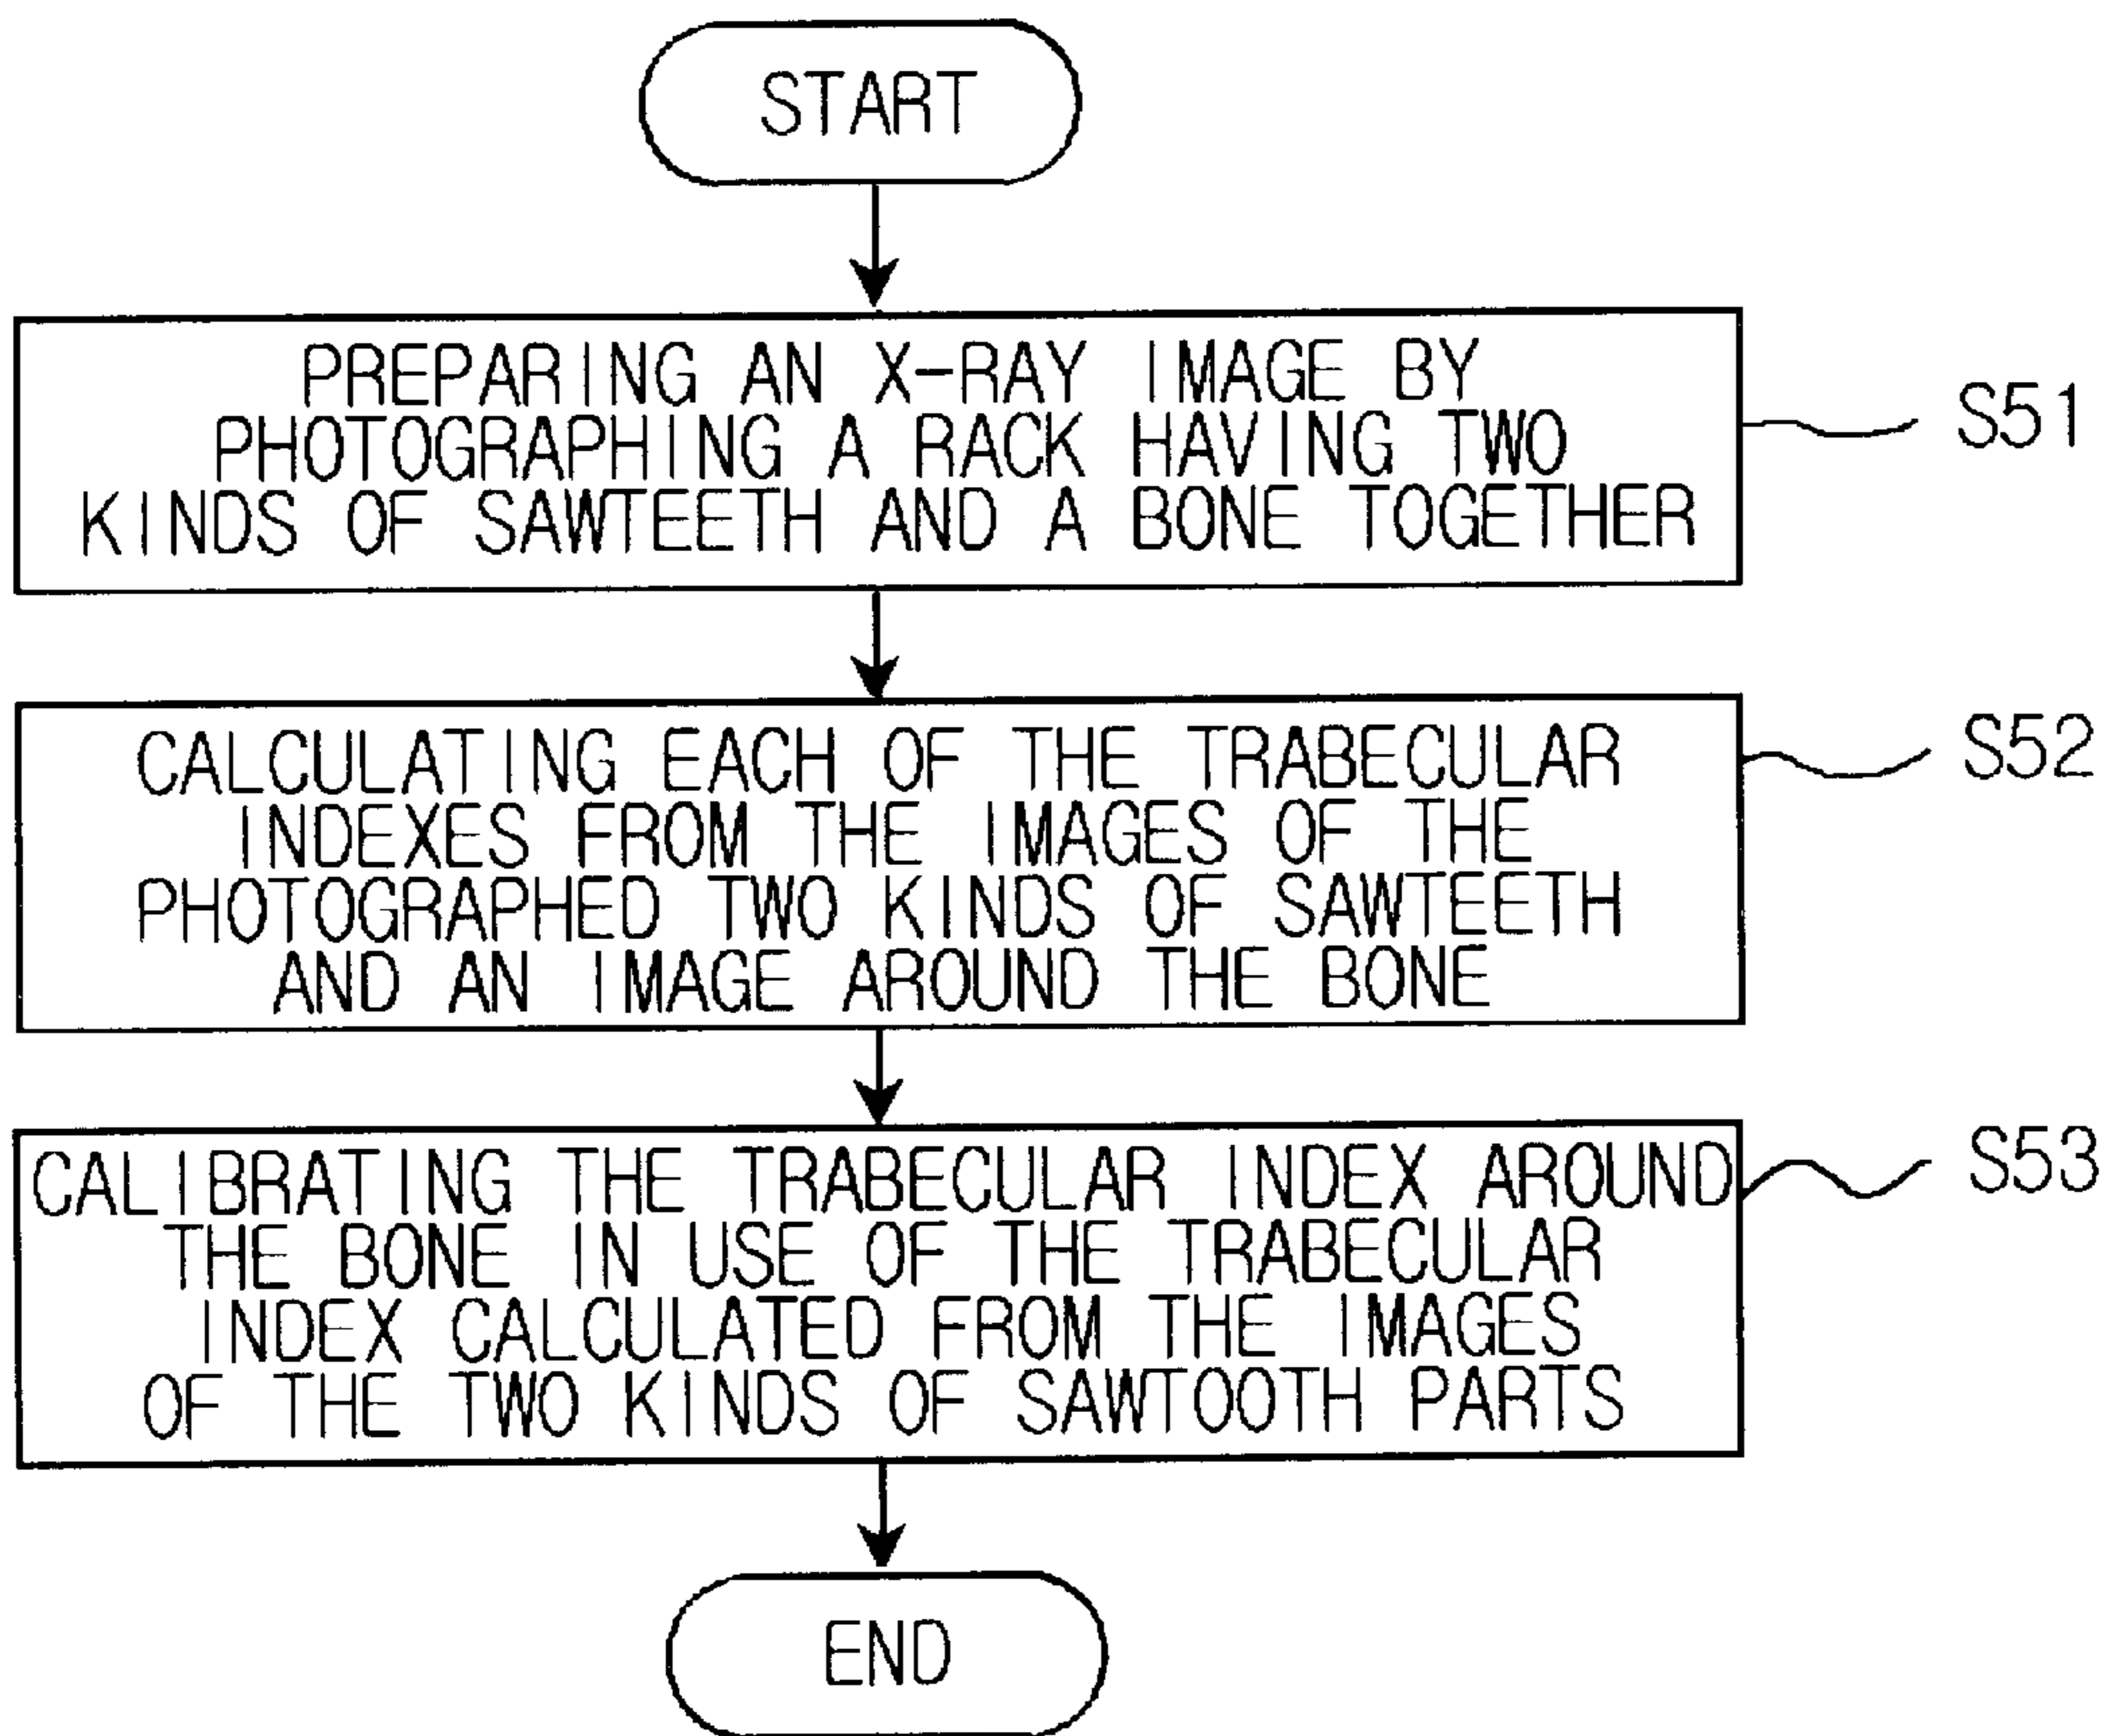 START
PREPARING AN X-RAY IMAGE BY
PHOTOGRAPHING A RACK HAVING TWO
KINDS OF SAWTEETH AND A BONE TOGETHER
S51
CALCULATING EACH OF THE TRABECULAR
INDEXES FROM THE IMAGES OF THE
PHOTOGRAPHED TWO KINDS OF SAWTEETH
AND AN IMAGE AROUND THE BONE
S52
CALIBRATING THE TRABECULAR INDEX AROUND
THE BONE IN USE OF THE TRABECULAR
INDEX CALCULATED FROM THE IMAGES
OF THE TWO KINDS OF SAWTOOTH PARTS
S53
END